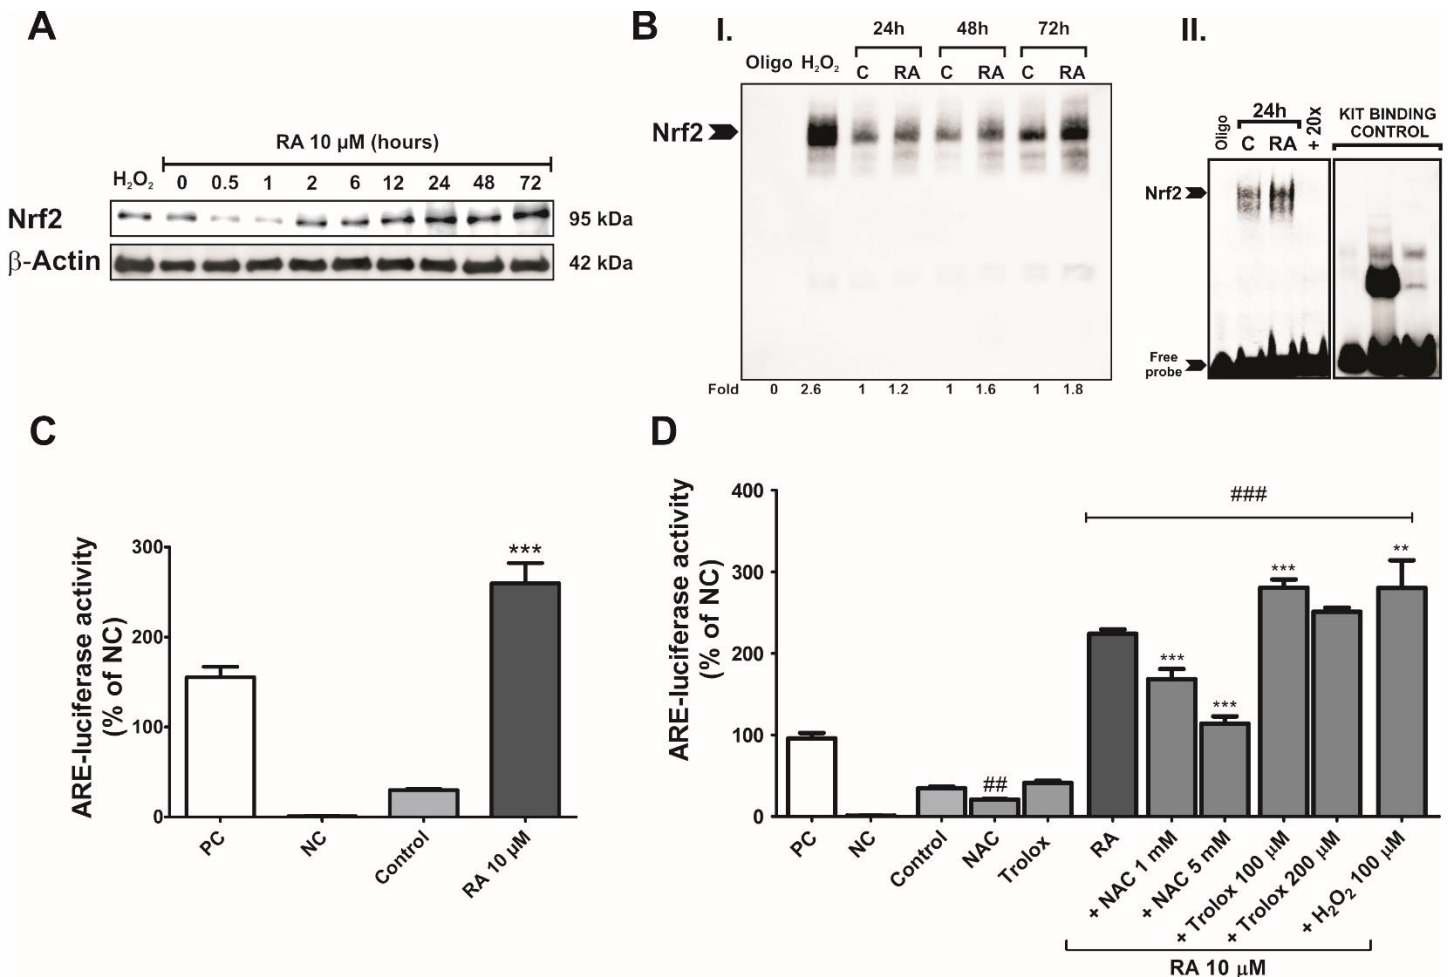 A
RA 10 µM (hours)
H₂O₂ 0 0.5 1 2 6 12 24 48 72
Nrf2 95 kDa
β-Actin 42 kDa
B
I.
24h 48h 72h
Oligo H₂O₂ C RA C RA C RA
Nrf2
Fold 0 2.6 1 1.2 1 1.6 1 1.8
II.
24h
Oligo C RA + 20x
KIT BINDING
CONTROL
Nrf2
Free
probe
C
ARE-luciferase activity
(% of NC)
300
200
100
0
***
PC NC Control RA 10 µM
D
ARE-luciferase activity
(% of NC)
400
300
200
100
0
###
##
***
***
***
**
PC NC Control NAC Trolox RA + NAC 1 mM + NAC 5 mM + Trolox 100 µM + Trolox 200 µM + H₂O₂ 100 µM
RA 10 µM